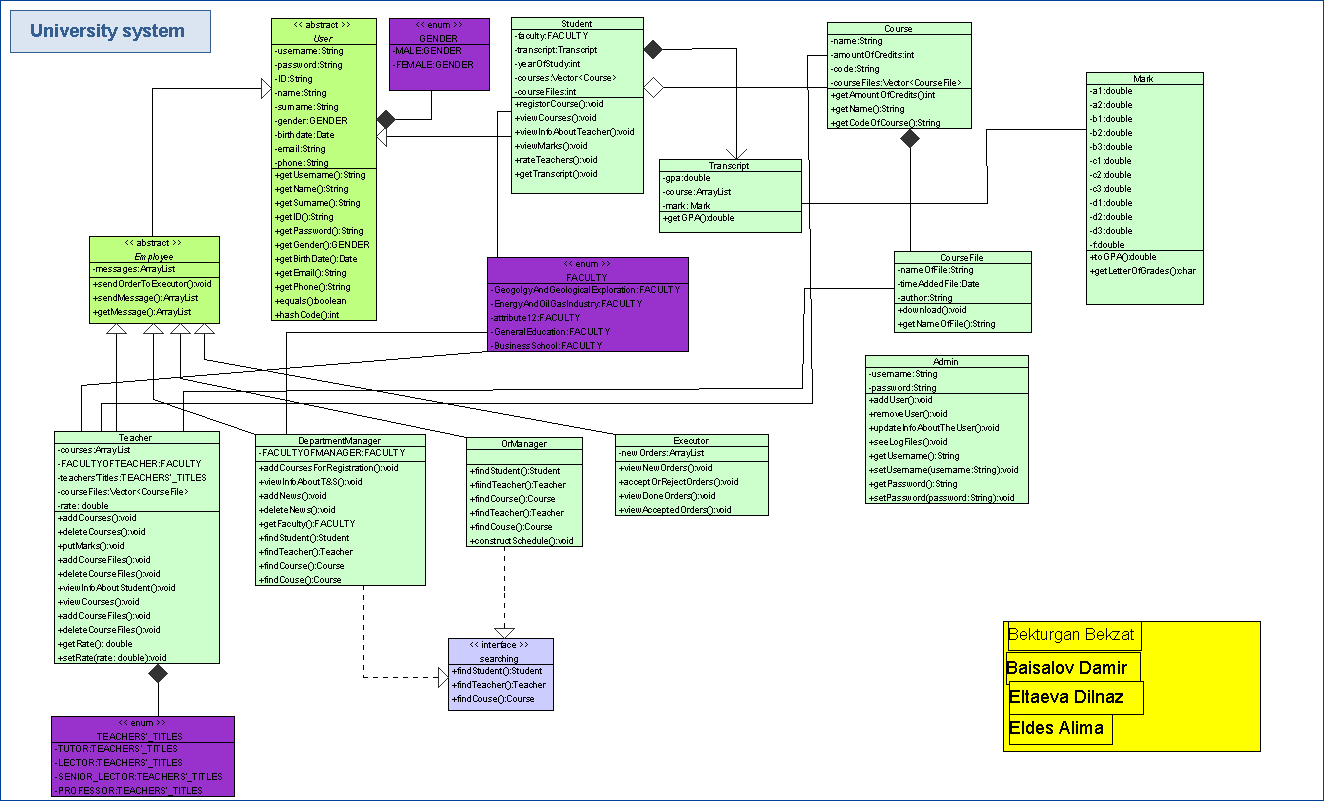 University system
<< abstract >>
User
-username:String
-password:String
-ID:String
-name:String
-surname:String
-gender:GENDER
-birthdate:Date
-email:String
-phone:String
+getUsername():String
+getName():String
+getSurname():String
+getID():String
+getPassword():String
+getGender():GENDER
+getBirthDate():Date
+getEmail():String
+getPhone():String
+equals():boolean
+hashCode():int
<< enum >>
GENDER
-MALE:GENDER
-FEMALE:GENDER
Student
-faculty:FACULTY
-transcript:Transcript
-yearOfStudy:int
-courses:Vector<Course>
-courseFiles:int
+registorCourse():void
+viewCourses():void
+viewInfoAboutTeacher():void
+viewMarks():void
+rateTeachers():void
+getTranscript():void
Course
-name:String
-amountOfCredits:int
-code:String
-courseFiles:Vector<CourseFile>
+getAmountOfCredits():int
+getName():String
+getCodeOfCourse():String
Mark
-a1:double
-a2:double
-b1:double
-b2:double
-b3:double
-c1:double
-c2:double
-c3:double
-d1:double
-d2:double
-d3:double
-f:double
+toGPA():double
+getLetterOfGrades():char
Transcript
-gpa:double
-course:ArrayList
-mark: Mark
+getGPA():double
<< abstract >>
Employee
-messages:ArrayList
+sendOrderToExecutor():void
+sendMessage():ArrayList
+getMessage():ArrayList
<< enum >>
FACULTY
-GeogolgyAndGeologicalExploration:FACULTY
-EnergyAndOilGasIndustry:FACULTY
-attribute12:FACULTY
-GeneralEducation:FACULTY
-BusinessSchool:FACULTY
CourseFile
-nameOfFile:String
-timeAddedFile:Date
-author:String
+download():void
+getNameOfFile():String
Admin
-username:String
-password:String
+addUser():void
+removeUser():void
+updateInfoAboutTheUser():void
+seeLogFiles():void
+getUsername():String
+setUsername(username:String):void
+getPassword():String
+setPassword(password:String):void
Teacher
-courses:ArrayList
-FACULTYOFTEACHER:FACULTY
-teachers'Titles:TEACHERS'_TITLES
-courseFiles:Vector<CourseFile>
-rate: double
+addCourses():void
+deleteCourses():void
+putMarks():void
+addCourseFiles():void
+deleteCourseFiles():void
+viewInfoAboutStudent():void
+viewCourses():void
+addCourseFiles():void
+deleteCourseFiles():void
+getRate(): double
+setRate(rate: double):void
DepartmentManager
-FACULTYOFMANAGER:FACULTY
+addCoursesForRegistration():void
+viewInfoAboutT&S():void
+addNews():void
+deleteNews():void
+getFaculty():FACULTY
+findStudent():Student
+findTeacher():Teacher
+findCourse():Course
+findCouse():Course
OrManager
+findStudent():Student
+fiindTeacher():Teacher
+findCourse():Course
+findTeacher():Teacher
+findCouse():Course
+constructSchedule():void
Executor
-newOrders:ArrayList
+viewNewOrders():void
+acceptOrRejectOrders():void
+viewDoneOrders():void
+viewAcceptedOrders():void
<< interface >>
searching
+findStudent():Student
+findTeacher():Teacher
+findCouse():Course
<< enum >>
TEACHERS'_TITLES
-TUTOR:TEACHERS'_TITLES
-LECTOR:TEACHERS'_TITLES
-SENIOR_LECTOR:TEACHERS'_TITLES
-PROFESSOR:TEACHERS'_TITLES
Bekturgan Bekzat
Baisalov Damir
Eltaeva Dilnaz
Eldes Alima